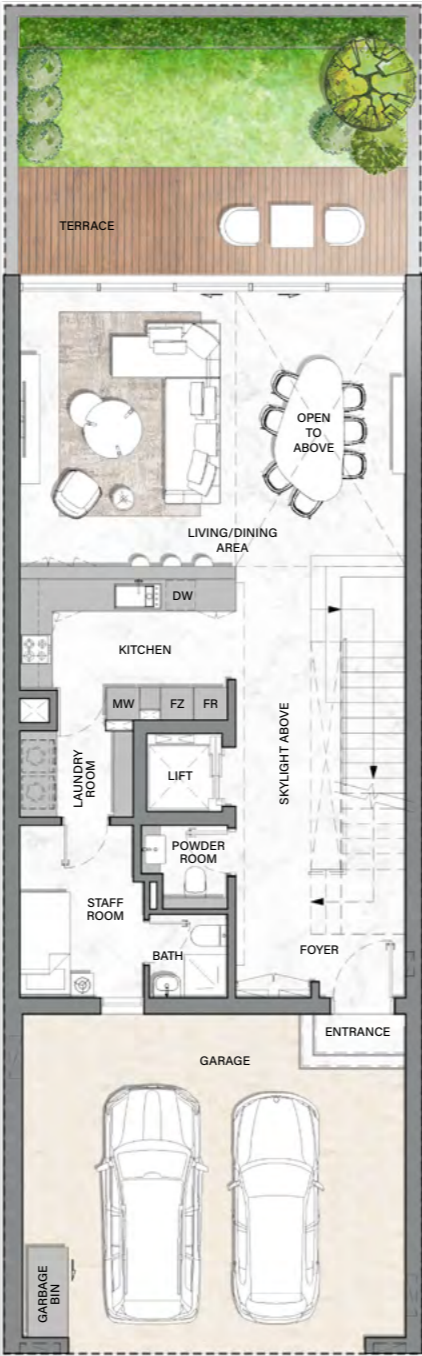 TERRACE
OPEN
TO
ABOVE
LIVING/DINING
AREA
DW
KITCHEN
MW
FZ
FR
LAUNDRY
ROOM
LIFT
SKYLIGHT ABOVE
POWDER
ROOM
STAFF
ROOM
BATH
FOYER
ENTRANCE
GARAGE
GARBAGE
BIN